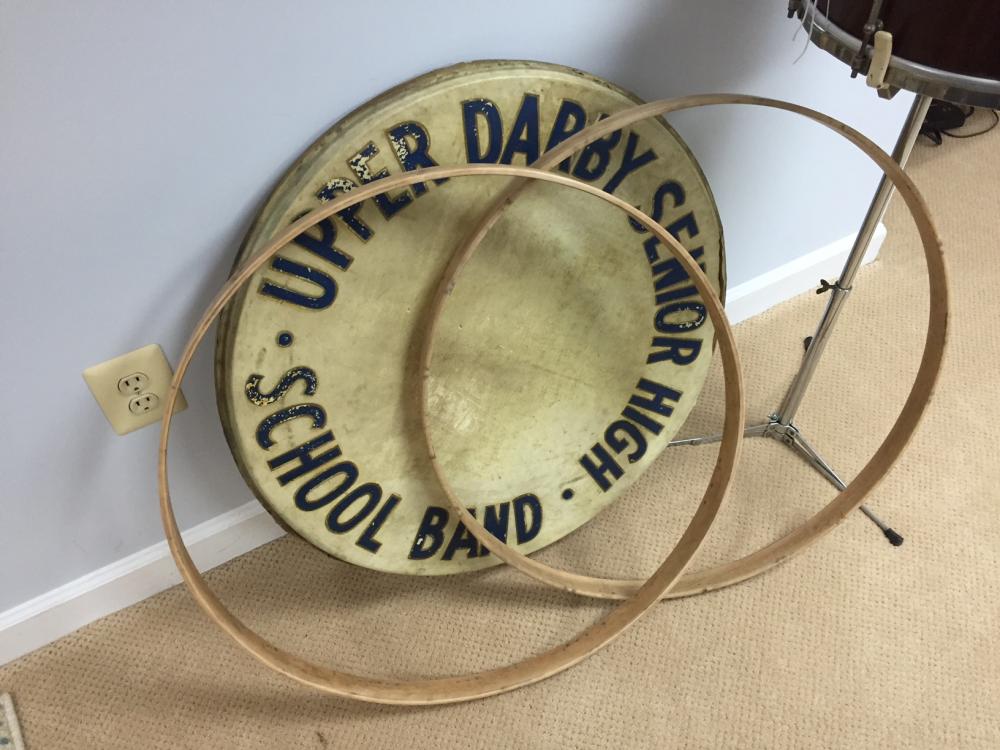 UPPER DARBY SENIOR HIGH ·
SCHOOL BAND ·